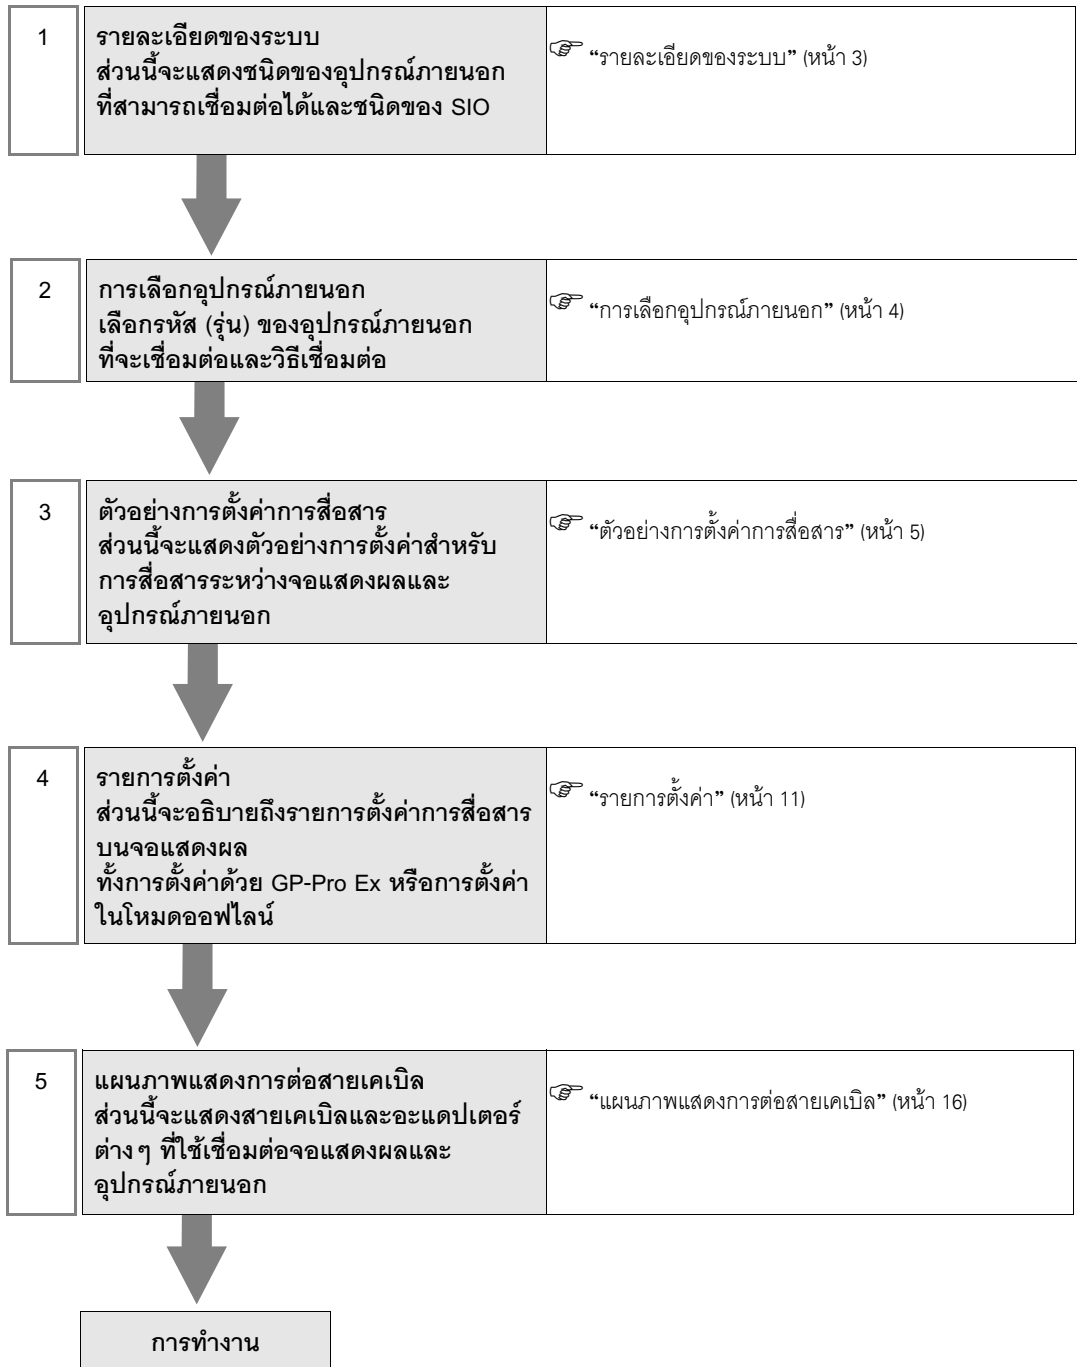 1
รายละเอียดของระบบ
ส่วนนี้จะแสดงชนิดของอุปกรณ์ภายนอก
ที่สามารถเชื่อมต่อได้และชนิดของ SIO
“รายละเอียดของระบบ” (หน้า 3)
2
การเลือกอุปกรณ์ภายนอก
เลือกรหัส (รุ่น) ของอุปกรณ์ภายนอก
ที่จะเชื่อมต่อและวิธีเชื่อมต่อ
“การเลือกอุปกรณ์ภายนอก” (หน้า 4)
3
ตัวอย่างการตั้งค่าการสื่อสาร
ส่วนนี้จะแสดงตัวอย่างการตั้งค่าสำหรับ
การสื่อสารระหว่างจอแสดงผลและ
อุปกรณ์ภายนอก
“ตัวอย่างการตั้งค่าการสื่อสาร” (หน้า 5)
4
รายการตั้งค่า
ส่วนนี้จะอธิบายถึงรายการตั้งค่าการสื่อสาร
บนจอแสดงผล
ทั้งการตั้งค่าด้วย GP-Pro Ex หรือการตั้งค่า
ในโหมดออฟไลน์
“รายการตั้งค่า” (หน้า 11)
5
แผนภาพแสดงการต่อสายเคเบิล
ส่วนนี้จะแสดงสายเคเบิลและอะแดปเตอร์
ต่าง ๆ ที่ใช้เชื่อมต่อจอแสดงผลและ
อุปกรณ์ภายนอก
“แผนภาพแสดงการต่อสายเคเบิล” (หน้า 16)
การทำงาน